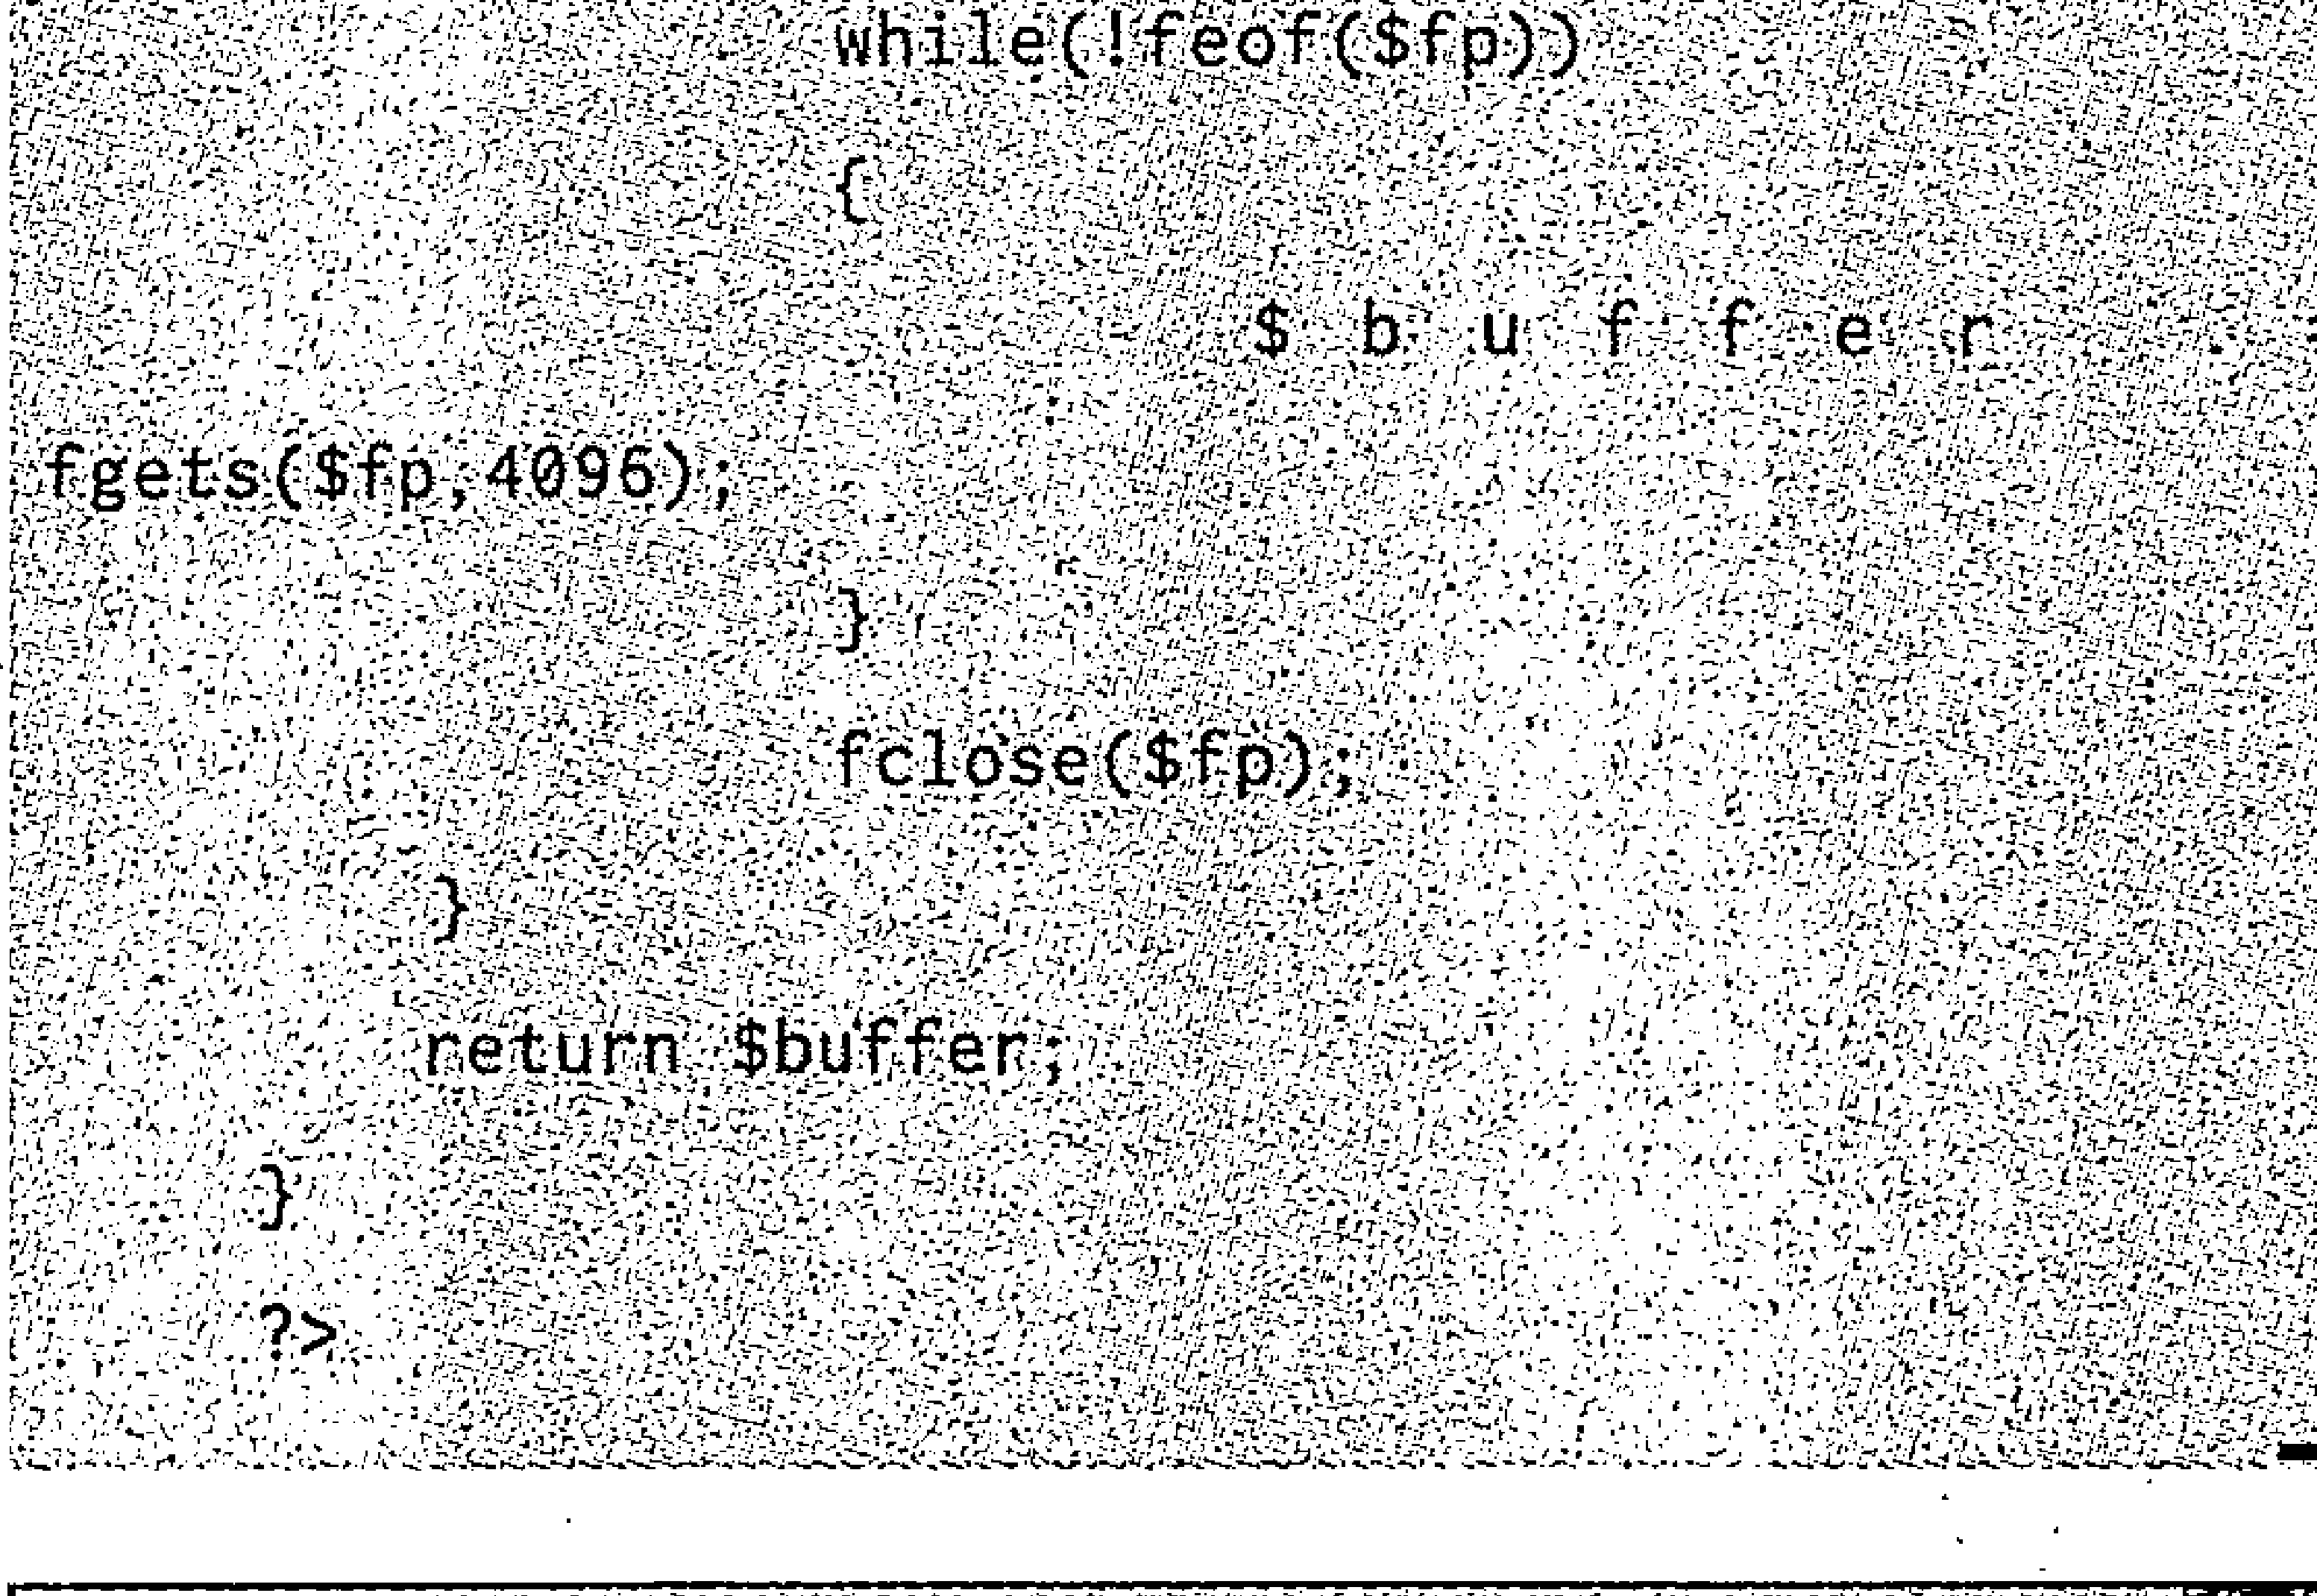 while(!feof($fp))
{
$ b u f f e r .
fgets($fp,4096);
}
fclose($fp);
}
return $buffer;
}
?>